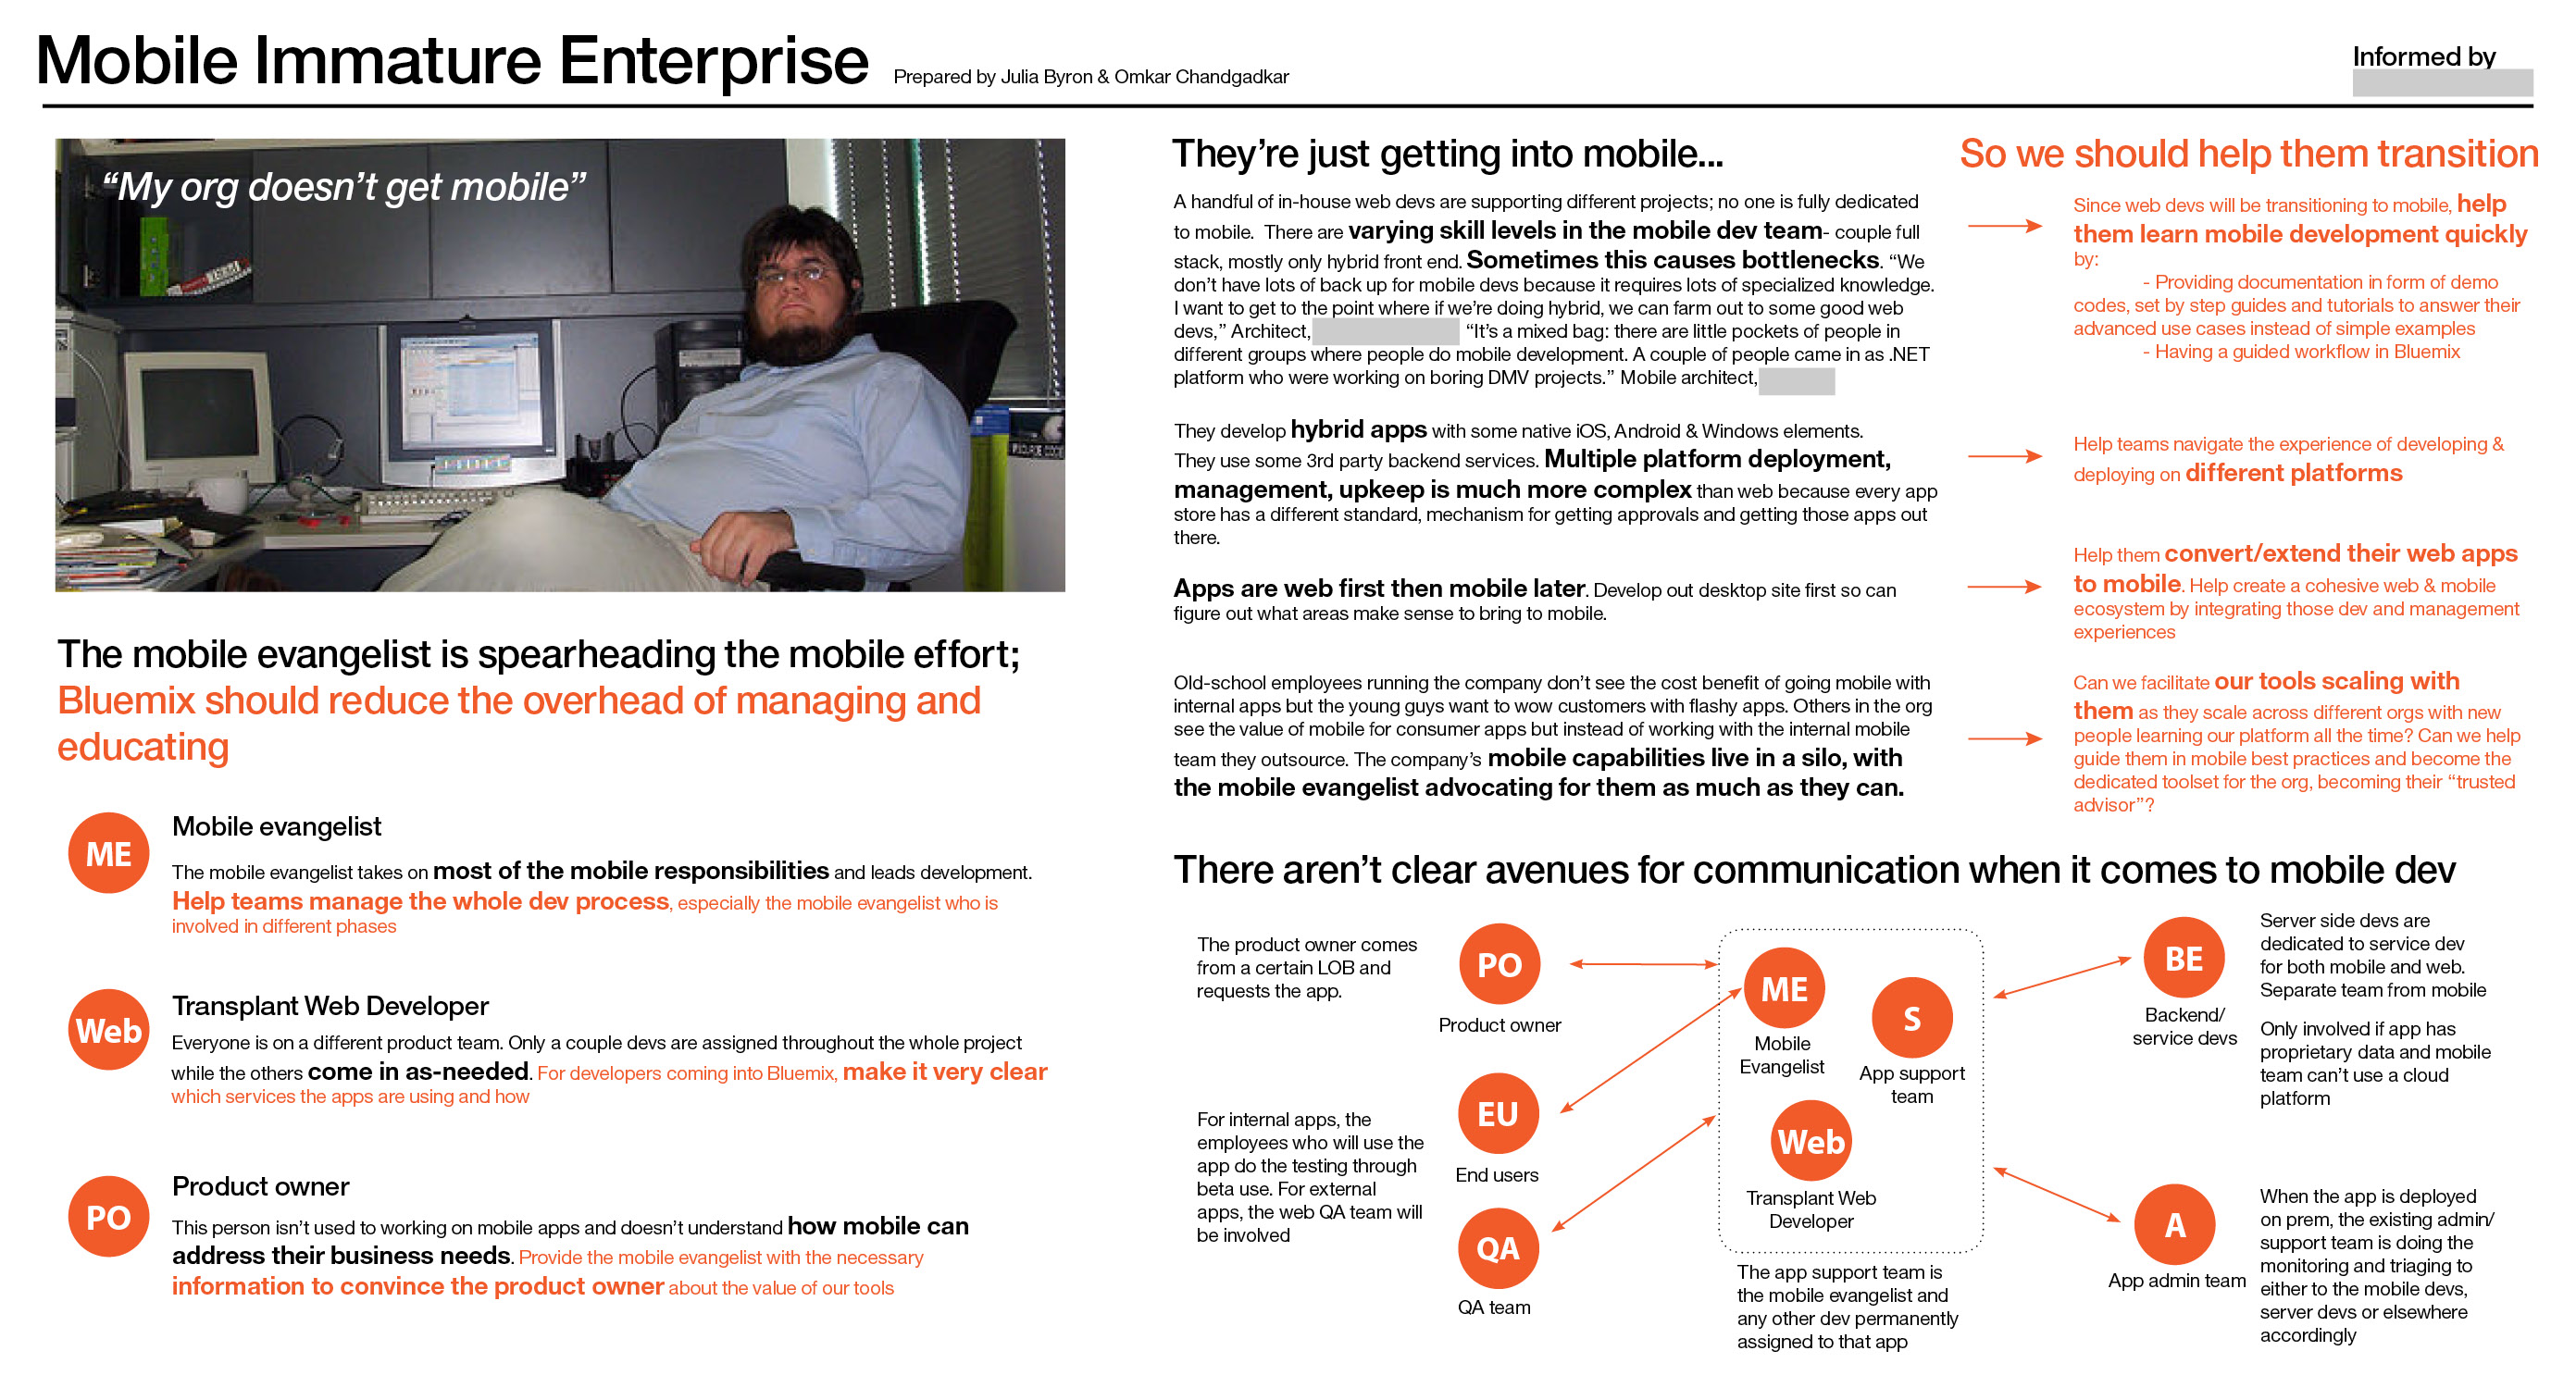 Mobile Immature Enterprise
Prepared by Julia Byron & Omkar Chandgadkar
Informed by
“My org doesn’t get mobile”
The mobile evangelist is spearheading the mobile effort;
Bluemix should reduce the overhead of managing and
educating
ME
Mobile evangelist
The mobile evangelist takes on most of the mobile responsibilities and leads development.
Help teams manage the whole dev process, especially the mobile evangelist who is
involved in different phases
Web
Transplant Web Developer
Everyone is on a different product team. Only a couple devs are assigned throughout the whole project
while the others come in as-needed. For developers coming into Bluemix, make it very clear
which services the apps are using and how
PO
Product owner
This person isn’t used to working on mobile apps and doesn’t understand how mobile can
address their business needs. Provide the mobile evangelist with the necessary
information to convince the product owner about the value of our tools
They’re just getting into mobile...
A handful of in-house web devs are supporting different projects; no one is fully dedicated
to mobile. There are varying skill levels in the mobile dev team- couple full
stack, mostly only hybrid front end. Sometimes this causes bottlenecks. “We
don’t have lots of back up for mobile devs because it requires lots of specialized knowledge.
I want to get to the point where if we’re doing hybrid, we can farm out to some good web
devs,” Architect, “It’s a mixed bag: there are little pockets of people in
different groups where people do mobile development. A couple of people came in as .NET
platform who were working on boring DMV projects.” Mobile architect,
They develop hybrid apps with some native iOS, Android & Windows elements.
They use some 3rd party backend services. Multiple platform deployment,
management, upkeep is much more complex than web because every app
store has a different standard, mechanism for getting approvals and getting those apps out
there.
Apps are web first then mobile later. Develop out desktop site first so can
figure out what areas make sense to bring to mobile.
Old-school employees running the company don’t see the cost benefit of going mobile with
internal apps but the young guys want to wow customers with flashy apps. Others in the org
see the value of mobile for consumer apps but instead of working with the internal mobile
team they outsource. The company’s mobile capabilities live in a silo, with
the mobile evangelist advocating for them as much as they can.
So we should help them transition
Since web devs will be transitioning to mobile, help
them learn mobile development quickly
by:
- Providing documentation in form of demo
codes, set by step guides and tutorials to answer their
advanced use cases instead of simple examples
- Having a guided workflow in Bluemix
Help teams navigate the experience of developing &
deploying on different platforms
Help them convert/extend their web apps
to mobile. Help create a cohesive web & mobile
ecosystem by integrating those dev and management
experiences
Can we facilitate our tools scaling with
them as they scale across different orgs with new
people learning our platform all the time? Can we help
guide them in mobile best practices and become the
dedicated toolset for the org, becoming their “trusted
advisor”?
There aren’t clear avenues for communication when it comes to mobile dev
The product owner comes
from a certain LOB and
requests the app.
PO
Product owner
For internal apps, the
employees who will use the
app do the testing through
beta use. For external
apps, the web QA team will
be involved
EU
End users
QA
QA team
ME
Mobile
Evangelist
S
App support
team
Web
Transplant Web
Developer
The app support team is
the mobile evangelist and
any other dev permanently
assigned to that app
BE
Backend/
service devs
Server side devs are
dedicated to service dev
for both mobile and web.
Separate team from mobile
Only involved if app has
proprietary data and mobile
team can’t use a cloud
platform
A
App admin team
When the app is deployed
on prem, the existing admin/
support team is doing the
monitoring and triaging to
either to the mobile devs,
server devs or elsewhere
accordingly